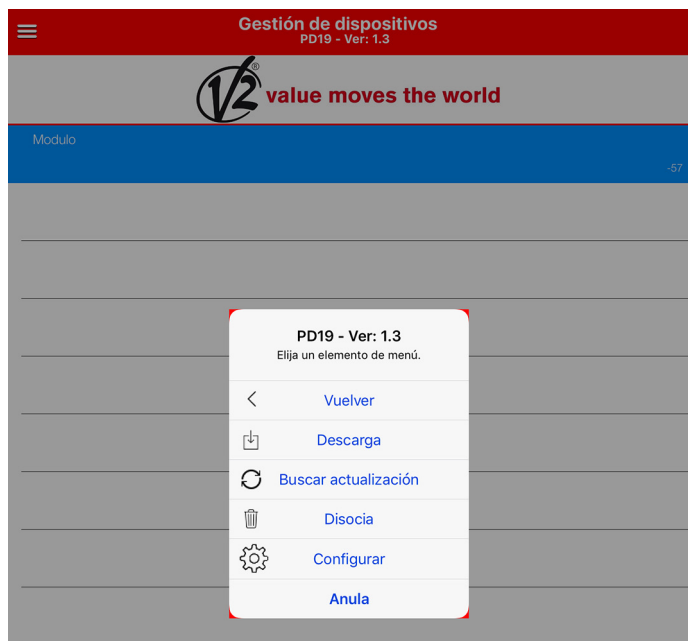 Gestión de dispositivos
PD19 - Ver: 1.3
V2® value moves the world
Modulo
-57
PD19 - Ver: 1.3
Elija un elemento de menú.
Vuelver
Descarga
Buscar actualización
Disocia
Configurar
Anula